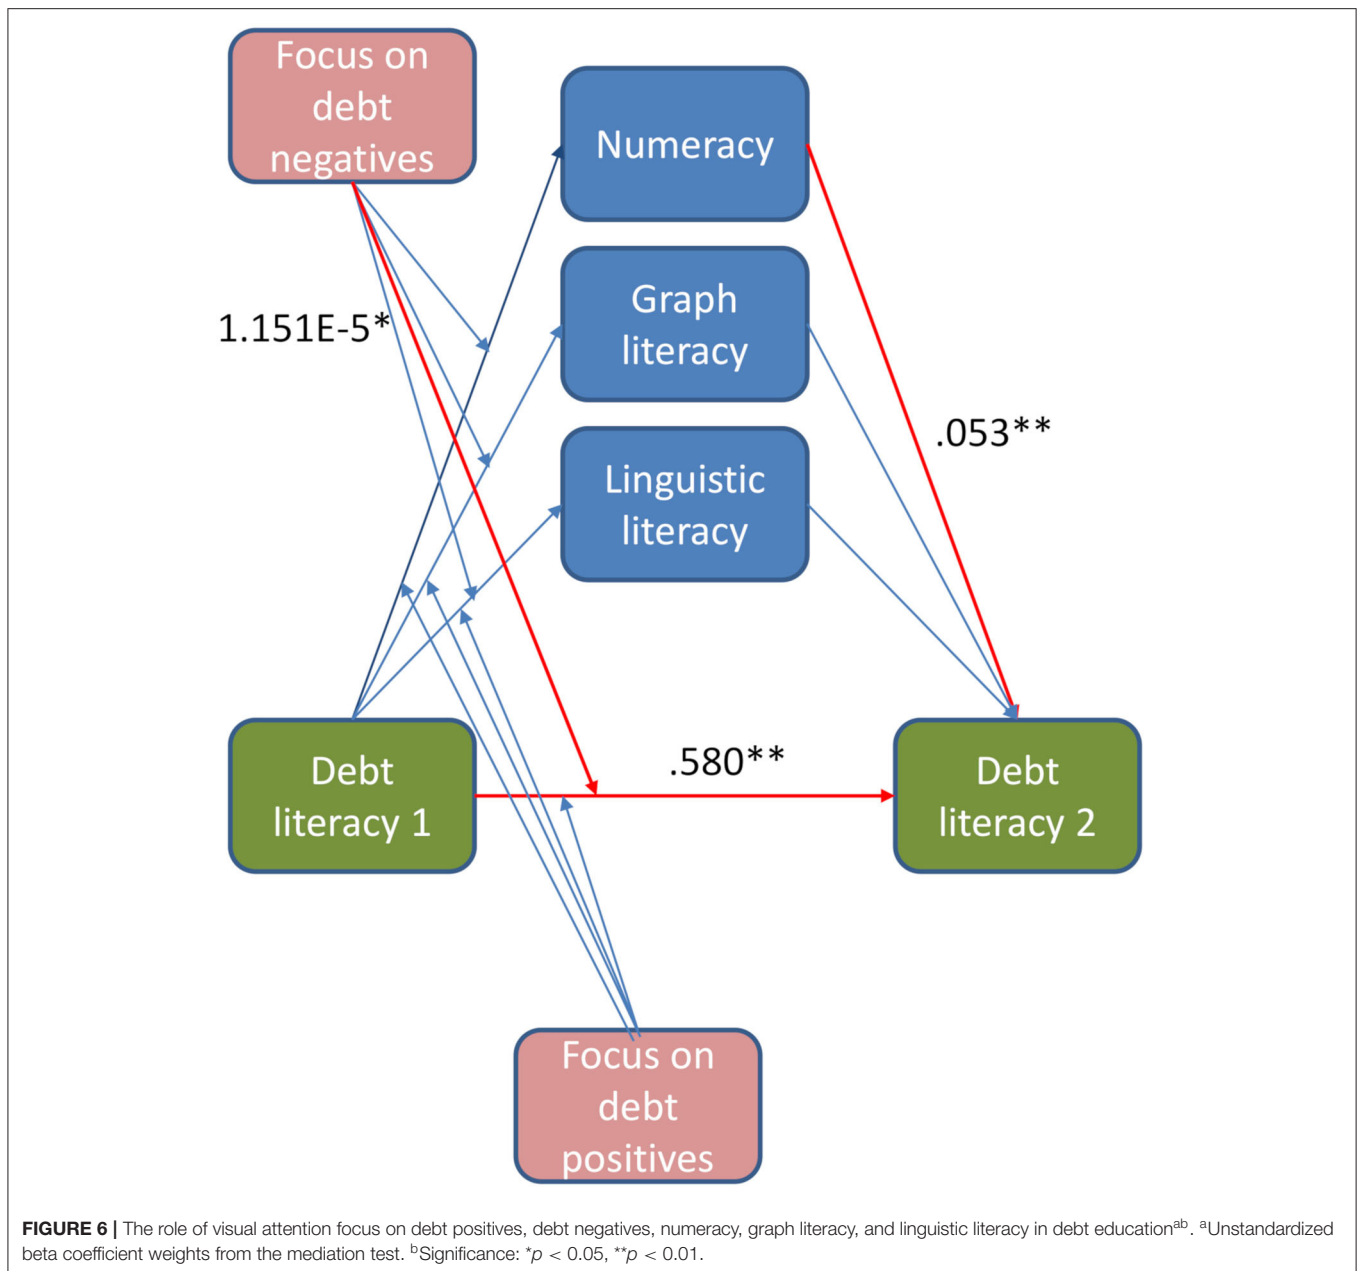 Focus on
debt
negatives
Numeracy
Graph
literacy
1.151E-5*
.053**
Linguistic
literacy
Debt
literacy 1
.580**
Debt
literacy 2
Focus on
debt
positives
FIGURE 6 | The role of visual attention focus on debt positives, debt negatives, numeracy, graph literacy, and linguistic literacy in debt educationᵃᵇ. ᵃUnstandardized
beta coefficient weights from the mediation test. ᵇSignificance: *p < 0.05, **p < 0.01.